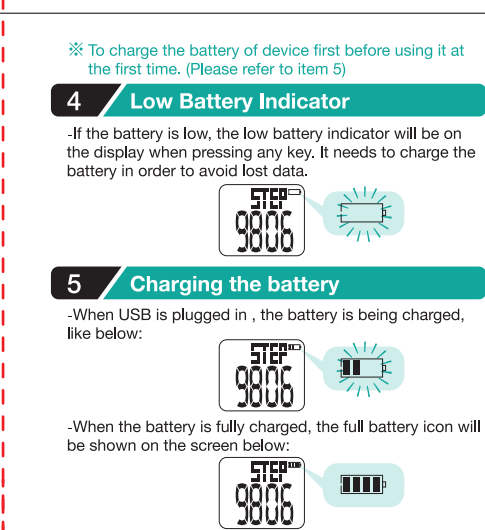 ※ To charge the battery of device first before using it at
the first time. (Please refer to item 5)
4 Low Battery Indicator
-If the battery is low, the low battery indicator will be on
the display when pressing any key. It needs to charge the
battery in order to avoid lost data.
STEP
9806
5 Charging the battery
-When USB is plugged in , the battery is being charged,
like below:
STEP
9806
-When the battery is fully charged, the full battery icon will
be shown on the screen below:
STEP
9806